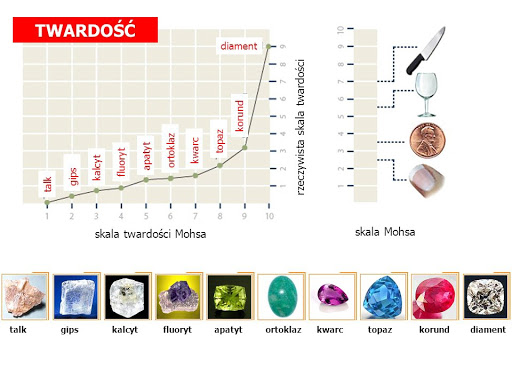 TWARDOŚĆ
diament
talk
gips
kalcyt
fluoryt
apatyt
ortoklaz
kwarc
topaz
korund
1 2 3 4 5 6 7 8 9 10
9
8
7
6
5
4
3
2
1
skala twardości Mohsa
rzeczywista skala twardości
10
9
8
7
6
5
4
3
2
1
skala Mohsa
talk gips kalcyt fluoryt apatyt ortoklaz kwarc topaz korund diament